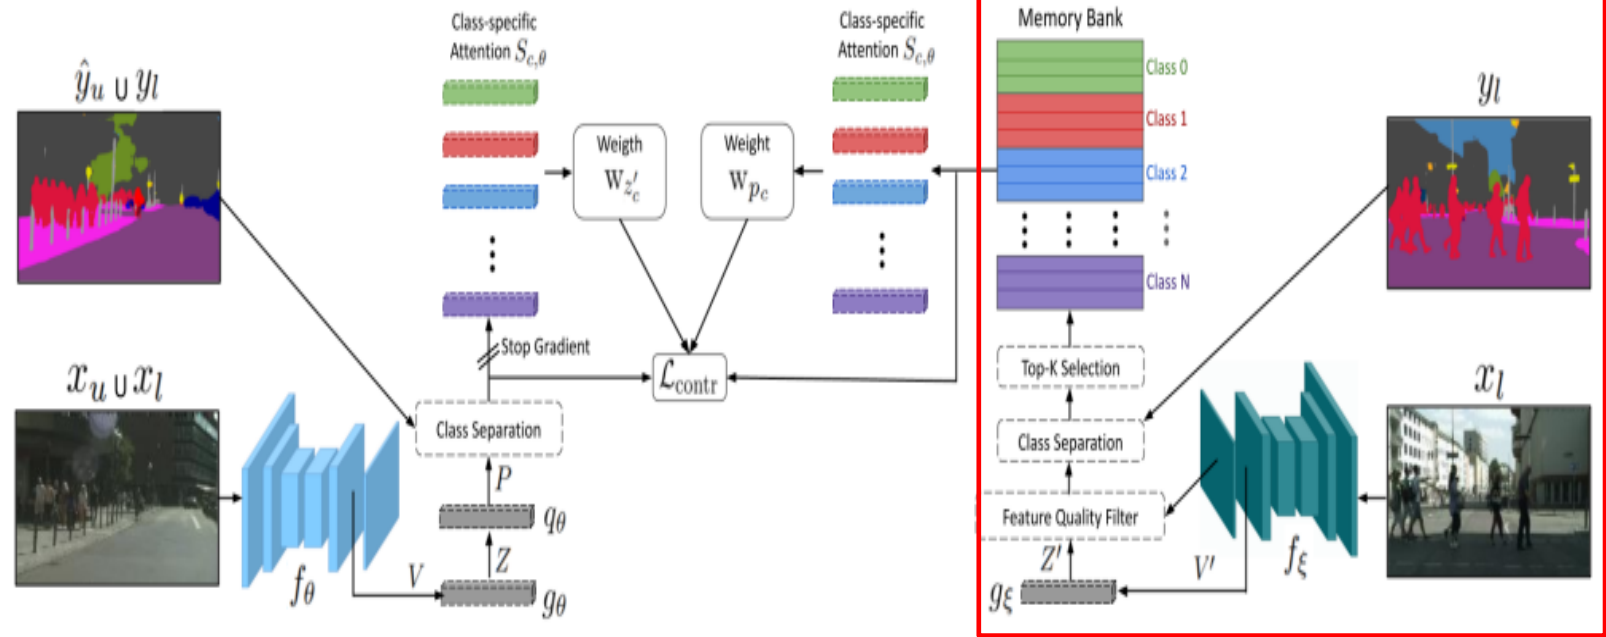 Class-specific
Attention S_{c,θ}
Class-specific
Attention S_{c,θ}
Memory Bank
Class 0
Class 1
Class 2
Class N
ŷ_u ∪ y_l
y_l
Weigth
W_{z'_c}
Weight
W_{p_c}
Stop Gradient
L_contr
Top-K Selection
x_u ∪ x_l
x_l
Class Separation
Class Separation
P
q_θ
Feature Quality Filter
Z
Z'
f_θ
V
g_θ
g_ξ
V'
f_ξ